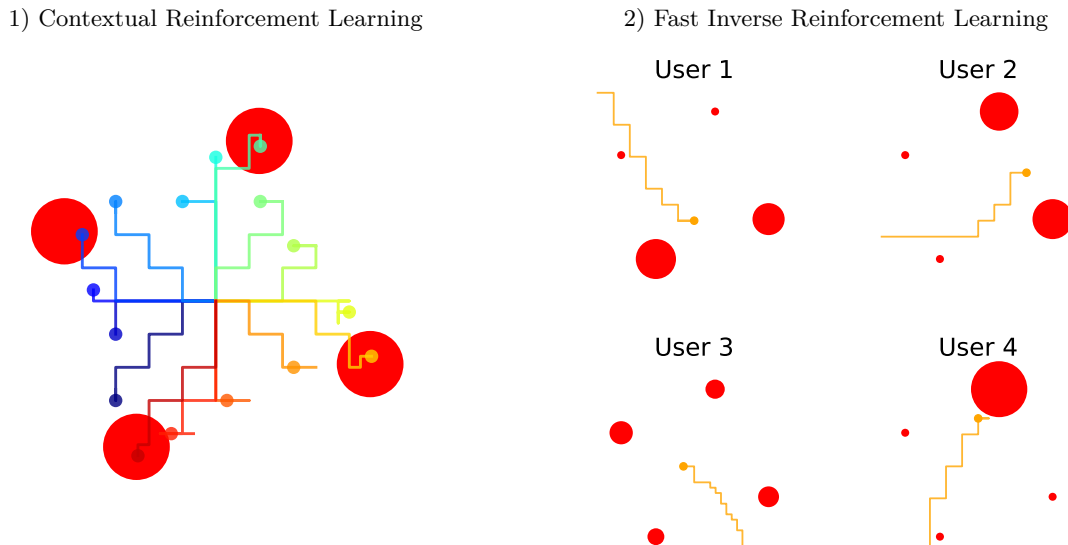 1) Contextual Reinforcement Learning
2) Fast Inverse Reinforcement Learning
User 1
User 2
User 3
User 4